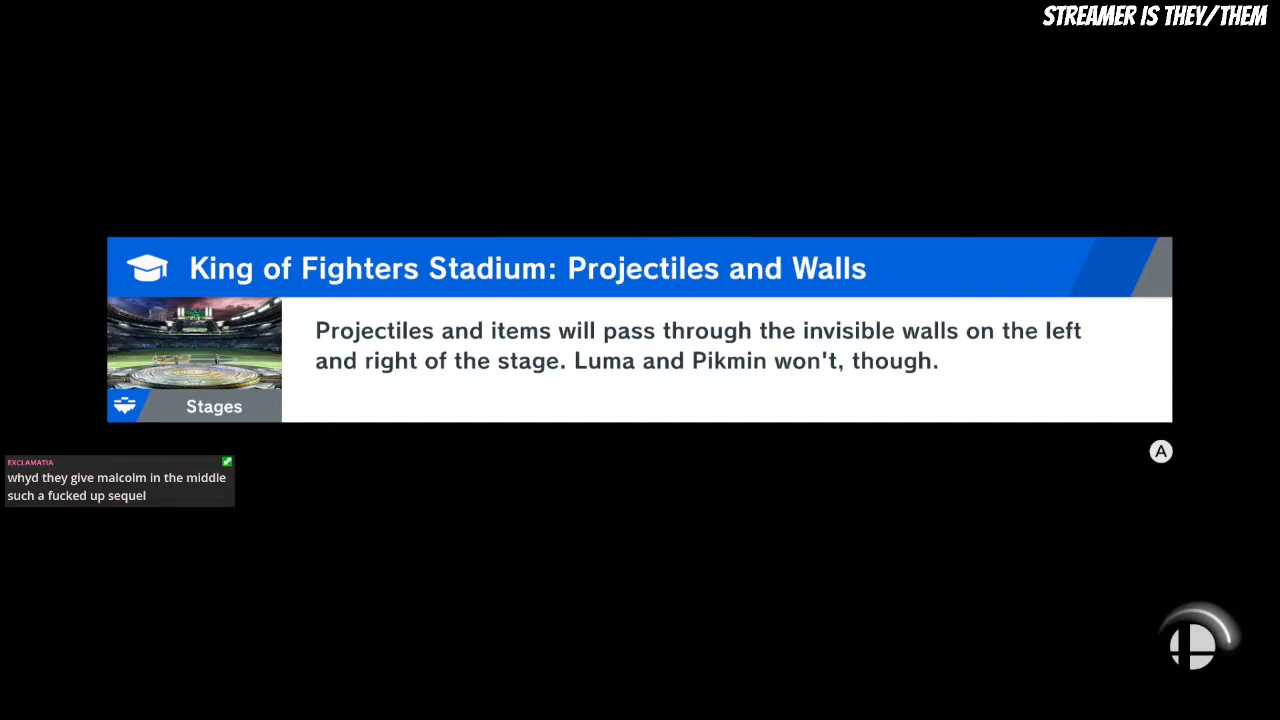 STREAMER IS THEY/THEM
King of Fighters Stadium: Projectiles and Walls
Projectiles and items will pass through the invisible walls on the left
and right of the stage. Luma and Pikmin won't, though.
Stages
A
EXCLAMATIA
whyd they give malcolm in the middle
such a fucked up sequel